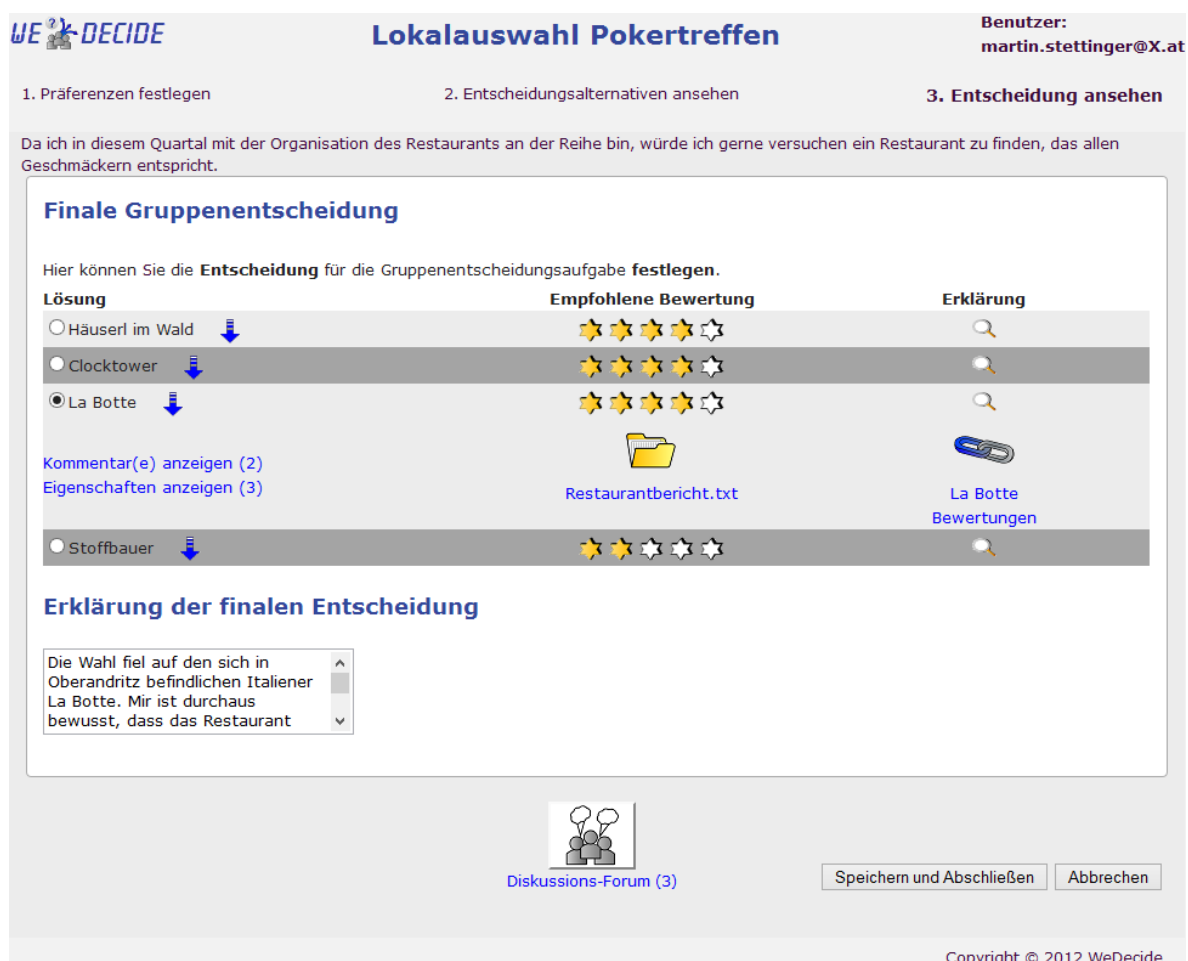 WE ? DECIDE
Lokalauswahl Pokertreffen
Benutzer:
martin.stettinger@X.at
1. Präferenzen festlegen
2. Entscheidungsalternativen ansehen
3. Entscheidung ansehen
Da ich in diesem Quartal mit der Organisation des Restaurants an der Reihe bin, würde ich gerne versuchen ein Restaurant zu finden, das allen
Geschmäckern entspricht.
Finale Gruppenentscheidung
Hier können Sie die Entscheidung für die Gruppenentscheidungsaufgabe festlegen.
Lösung Empfohlene Bewertung Erklärung
Häuserl im Wald
Clocktower
La Botte
Kommentar(e) anzeigen (2)
Eigenschaften anzeigen (3)
Restaurantbericht.txt
La Botte
Bewertungen
Stoffbauer
Erklärung der finalen Entscheidung
Die Wahl fiel auf den sich in
Oberandritz befindlichen Italiener
La Botte. Mir ist durchaus
bewusst, dass das Restaurant
Diskussions-Forum (3)
Speichern und Abschließen
Abbrechen
Copyright © 2012 WeDecide